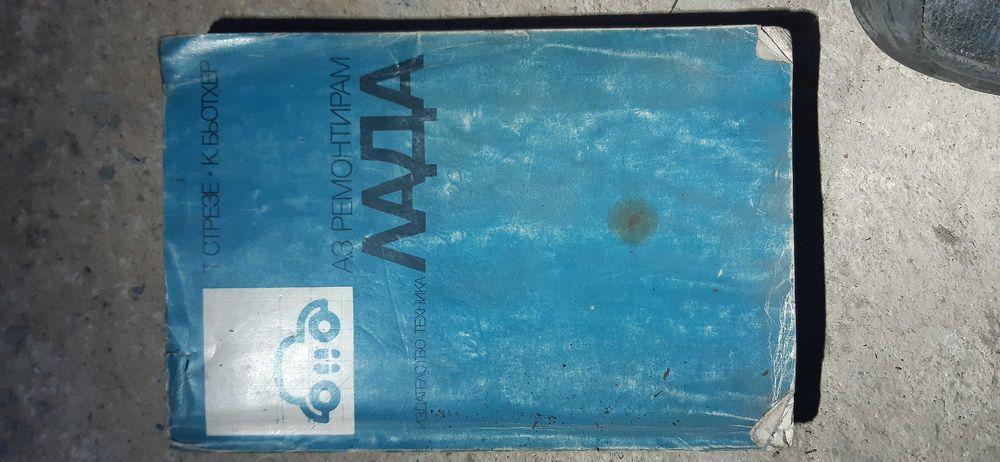 Т. СТРЕЗЕ • К. БЬОТХЕР
АЗ РЕМОНТИРАМ
ЛАДА
ИЗДАТЕЛСТВО ТЕХНИКА